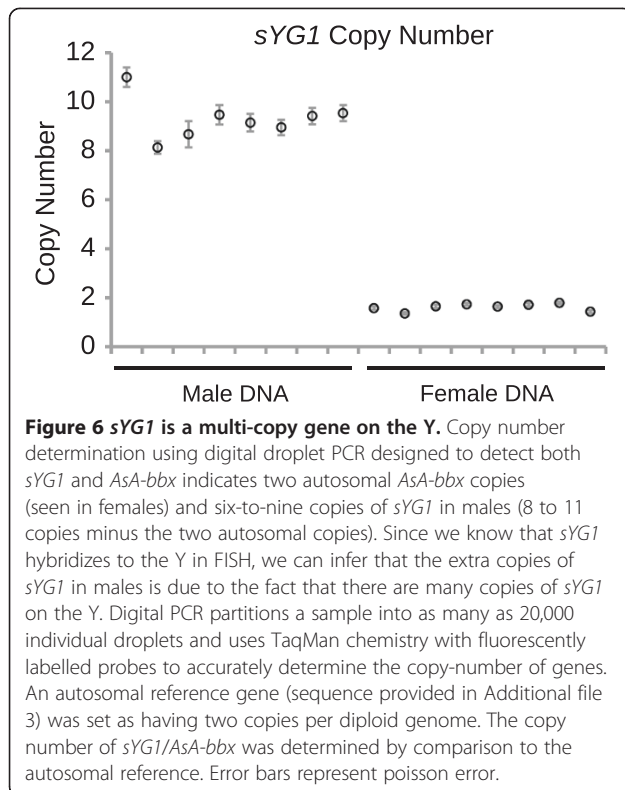 sYG1 Copy Number
12
10
8
6
4
2
0
Copy Number
Male DNA
Female DNA
Figure 6 sYG1 is a multi-copy gene on the Y. Copy number
determination using digital droplet PCR designed to detect both
sYG1 and AsA-bbx indicates two autosomal AsA-bbx copies
(seen in females) and six-to-nine copies of sYG1 in males (8 to 11
copies minus the two autosomal copies). Since we know that sYG1
hybridizes to the Y in FISH, we can infer that the extra copies of
sYG1 in males is due to the fact that there are many copies of sYG1
on the Y. Digital PCR partitions a sample into as many as 20,000
individual droplets and uses TaqMan chemistry with fluorescently
labelled probes to accurately determine the copy-number of genes.
An autosomal reference gene (sequence provided in Additional file
3) was set as having two copies per diploid genome. The copy
number of sYG1/AsA-bbx was determined by comparison to the
autosomal reference. Error bars represent poisson error.